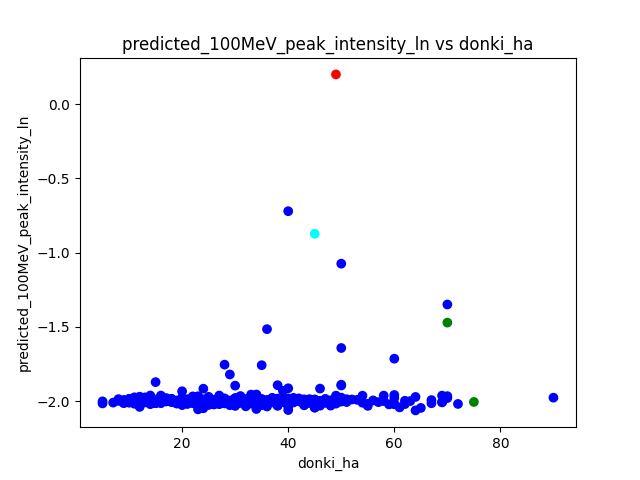 predicted_100MeV_peak_intensity_ln vs donki_ha
predicted_100MeV_peak_intensity_ln
0.0
−0.5
−1.0
−1.5
−2.0
20 40 60 80
donki_ha